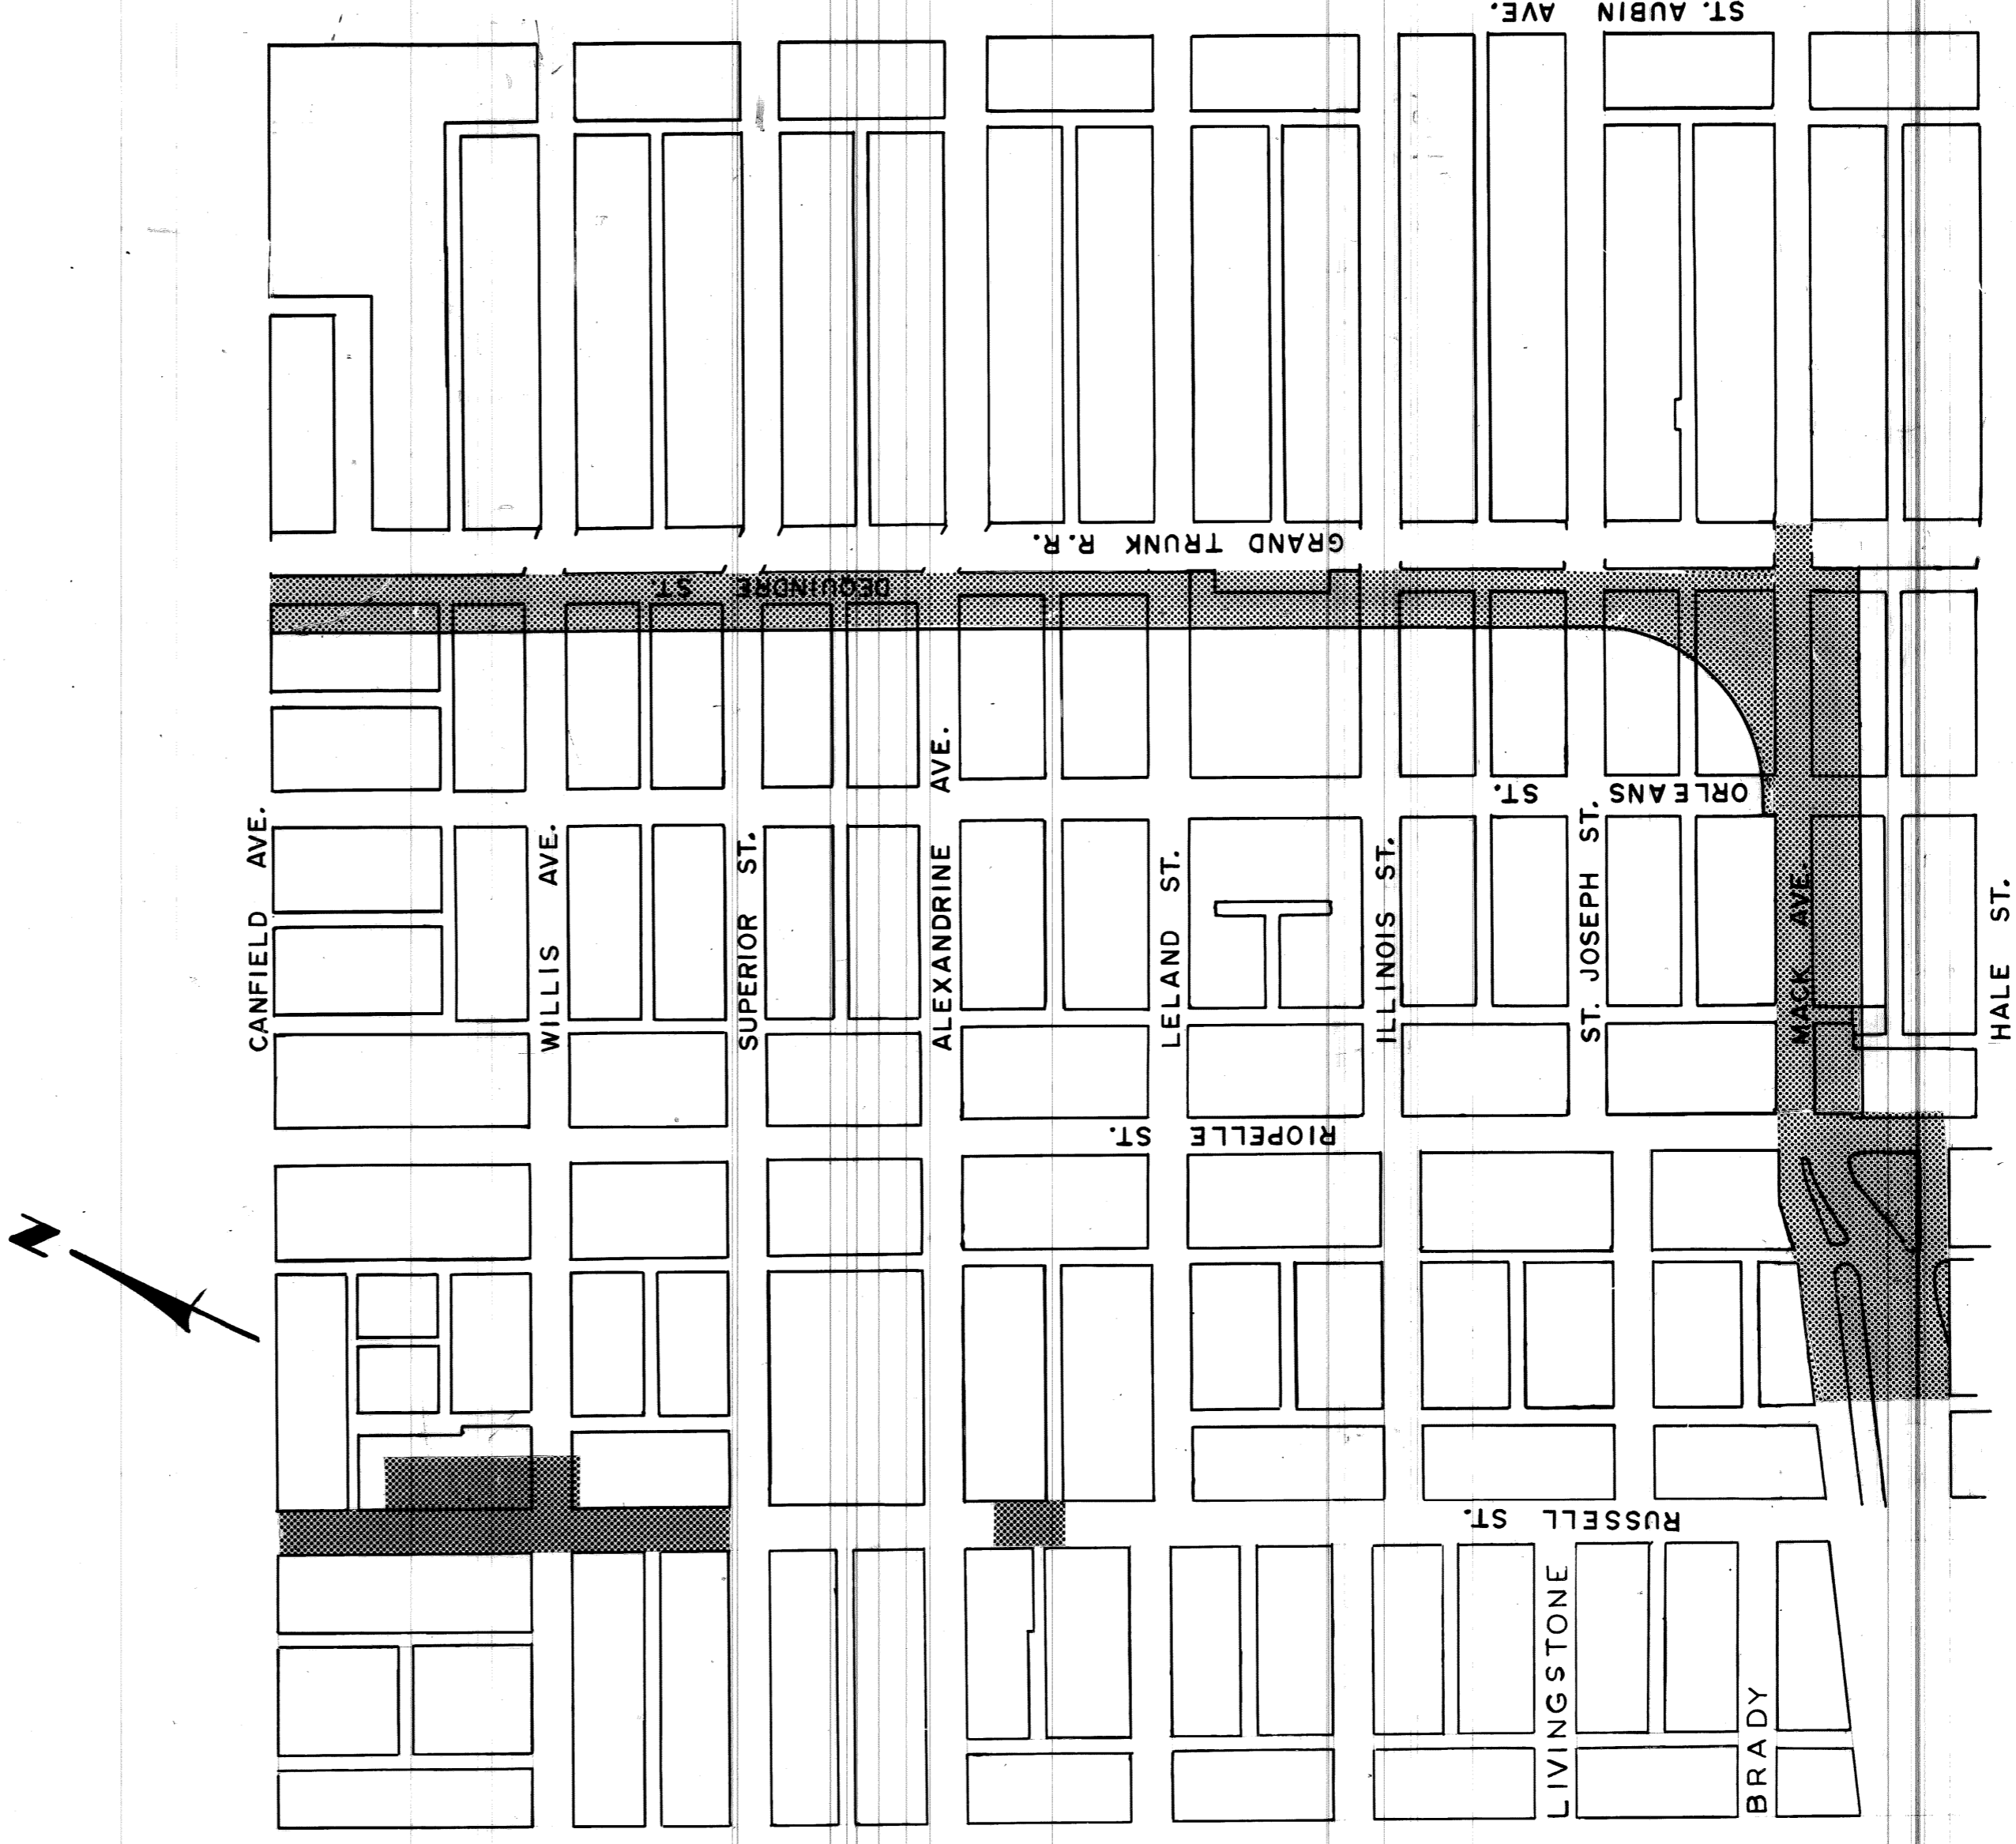 ST. AUBIN AVE.
GRAND TRUNK R.R.
DEQUINDRE ST.
ORLEANS ST.
CANFIELD AVE.
WILLIS AVE.
SUPERIOR ST.
ALEXANDRINE AVE.
LELAND ST.
ILLINOIS ST.
ST. JOSEPH ST.
MACK AVE.
HALE ST.
RIOPELLE ST.
N
RUSSELL ST.
LIVINGSTONE
BRADY